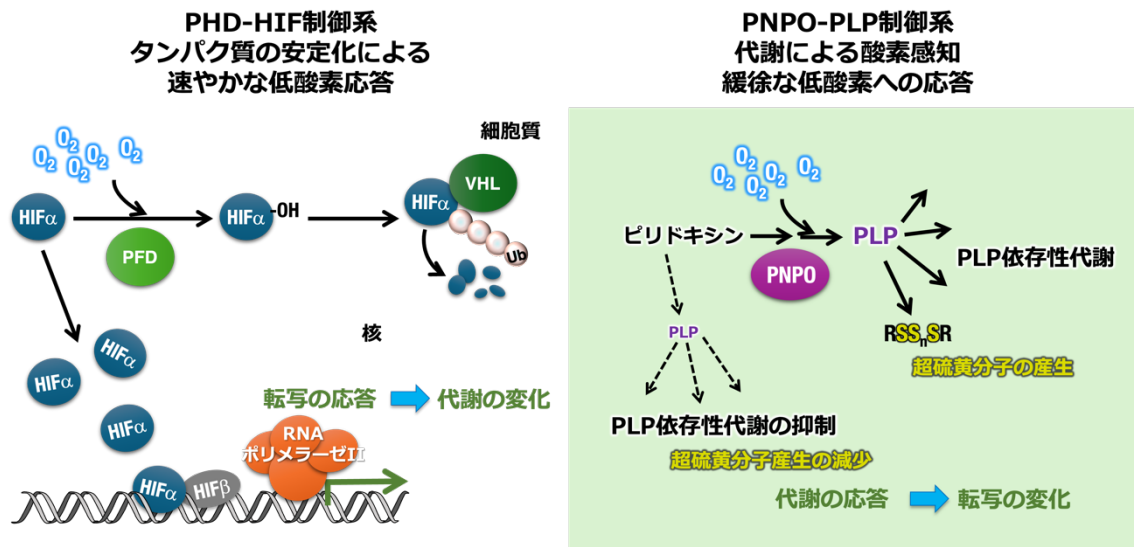 PHD-HIF制御系
タンパク質の安定化による
速やかな低酸素応答
細胞質
O2 O2 O2 O2 O2
HIFα
PFD
HIFα-OH
HIFα
VHL
Ub
核
HIFα
HIFα
HIFα
転写の応答 代謝の変化
RNA
ポリメラーゼII
HIFα
HIFβ
PNPO-PLP制御系
代謝による酸素感知
緩徐な低酸素への応答
O2 O2 O2 O2 O2
ピリドキシン
PNPO
PLP
PLP依存性代謝
RSSnSR
超硫黄分子の産生
PLP
PLP依存性代謝の抑制
超硫黄分子産生の減少
代謝の応答 転写の変化